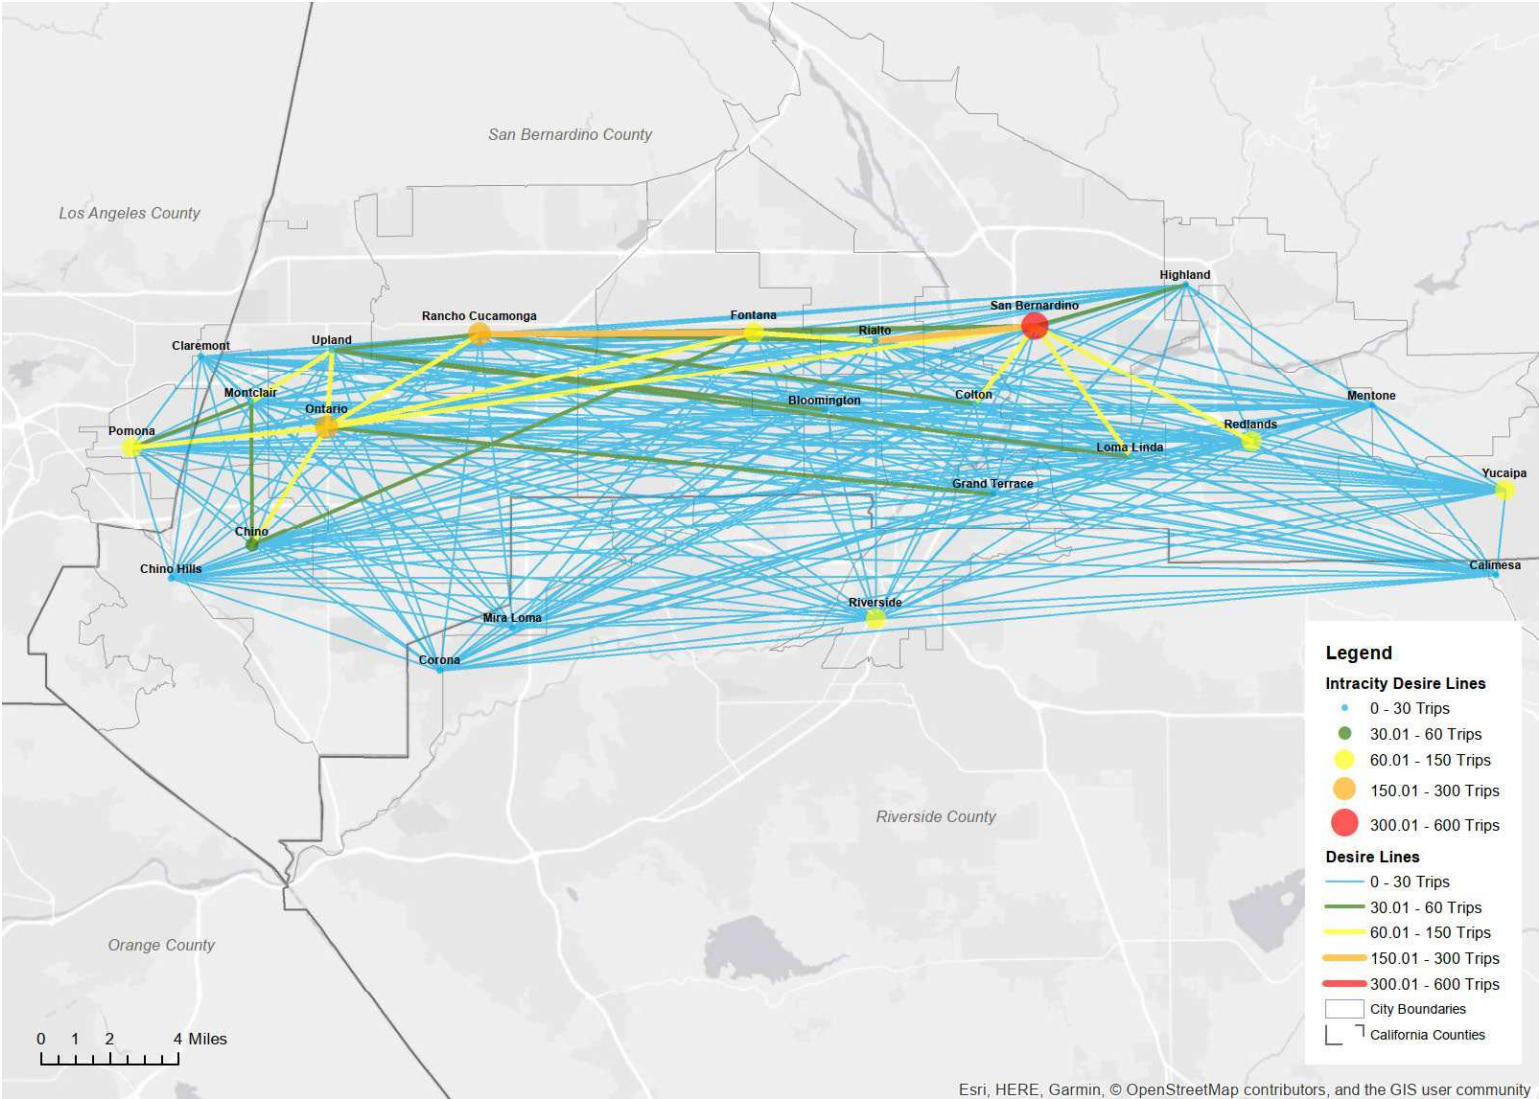 San Bernardino County
Los Angeles County
Highland
San Bernardino
Fontana
Rancho Cucamonga
Rialto
Upland
Claremont
Montclair
Colton
Mentone
Bloomington
Ontario
Redlands
Pomona
Loma Linda
Yucaipa
Grand Terrace
Chino
Calimesa
Chino Hills
Riverside
Mira Loma
Corona
Legend
Intracity Desire Lines
0 - 30 Trips
30.01 - 60 Trips
60.01 - 150 Trips
150.01 - 300 Trips
300.01 - 600 Trips
Desire Lines
0 - 30 Trips
30.01 - 60 Trips
60.01 - 150 Trips
150.01 - 300 Trips
300.01 - 600 Trips
City Boundaries
California Counties
Riverside County
Orange County
0 1 2 4 Miles
Esri, HERE, Garmin, © OpenStreetMap contributors, and the GIS user community